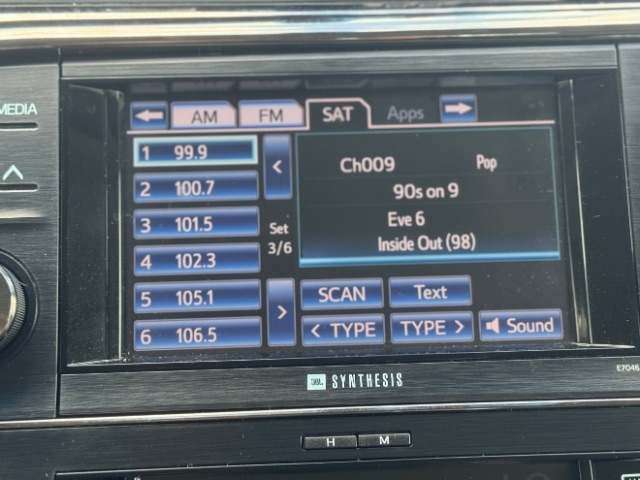 MEDIA
AM FM SAT Apps
1 99.9
2 100.7
3 101.5
4 102.3
5 105.1
6 106.5
<
Set
3/6
>
Ch009 Pop
90s on 9
Eve 6
Inside Out (98)
SCAN Text
< TYPE TYPE > Sound
JBL SYNTHESIS
E7046
H M